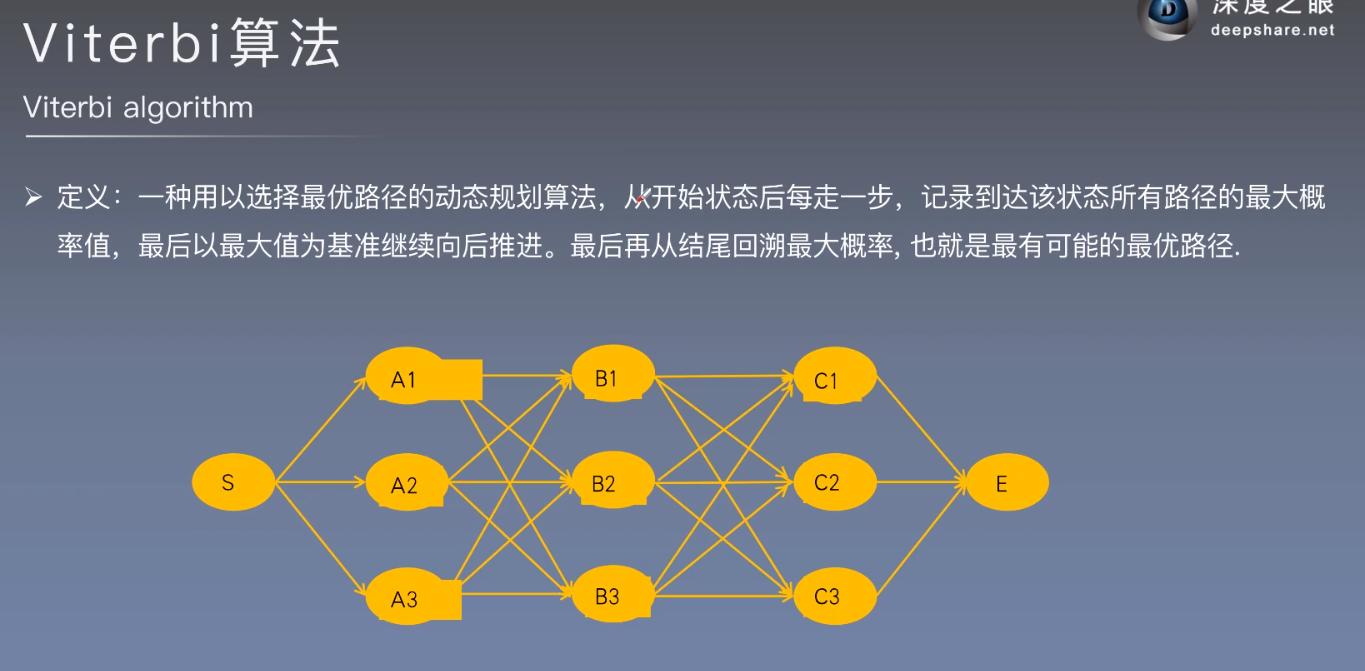 深度之眼
deepshare.net
Viterbi算法
Viterbi algorithm
定义：一种用以选择最优路径的动态规划算法，从开始状态后每走一步，记录到达该状态所有路径的最大概
率值，最后以最大值为基准继续向后推进。最后再从结尾回溯最大概率, 也就是最有可能的最优路径.
A1
B1
C1
S
A2
B2
C2
E
A3
B3
C3